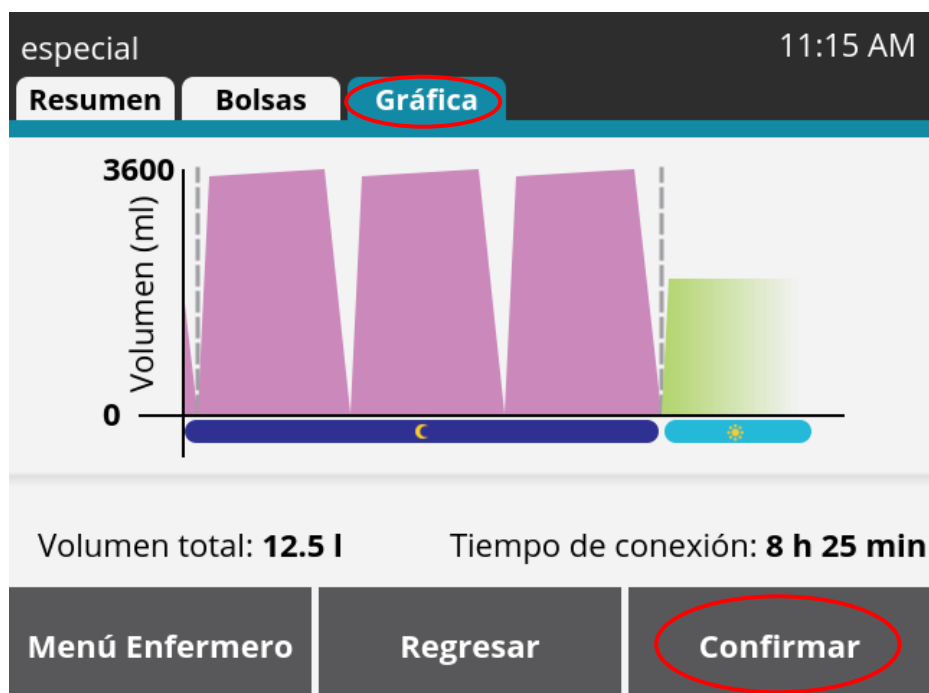 especial
11:15 AM
Resumen
Bolsas
Gráfica
3600
Volumen (ml)
0
Volumen total: 12.5 l
Tiempo de conexión: 8 h 25 min
Menú Enfermero
Regresar
Confirmar